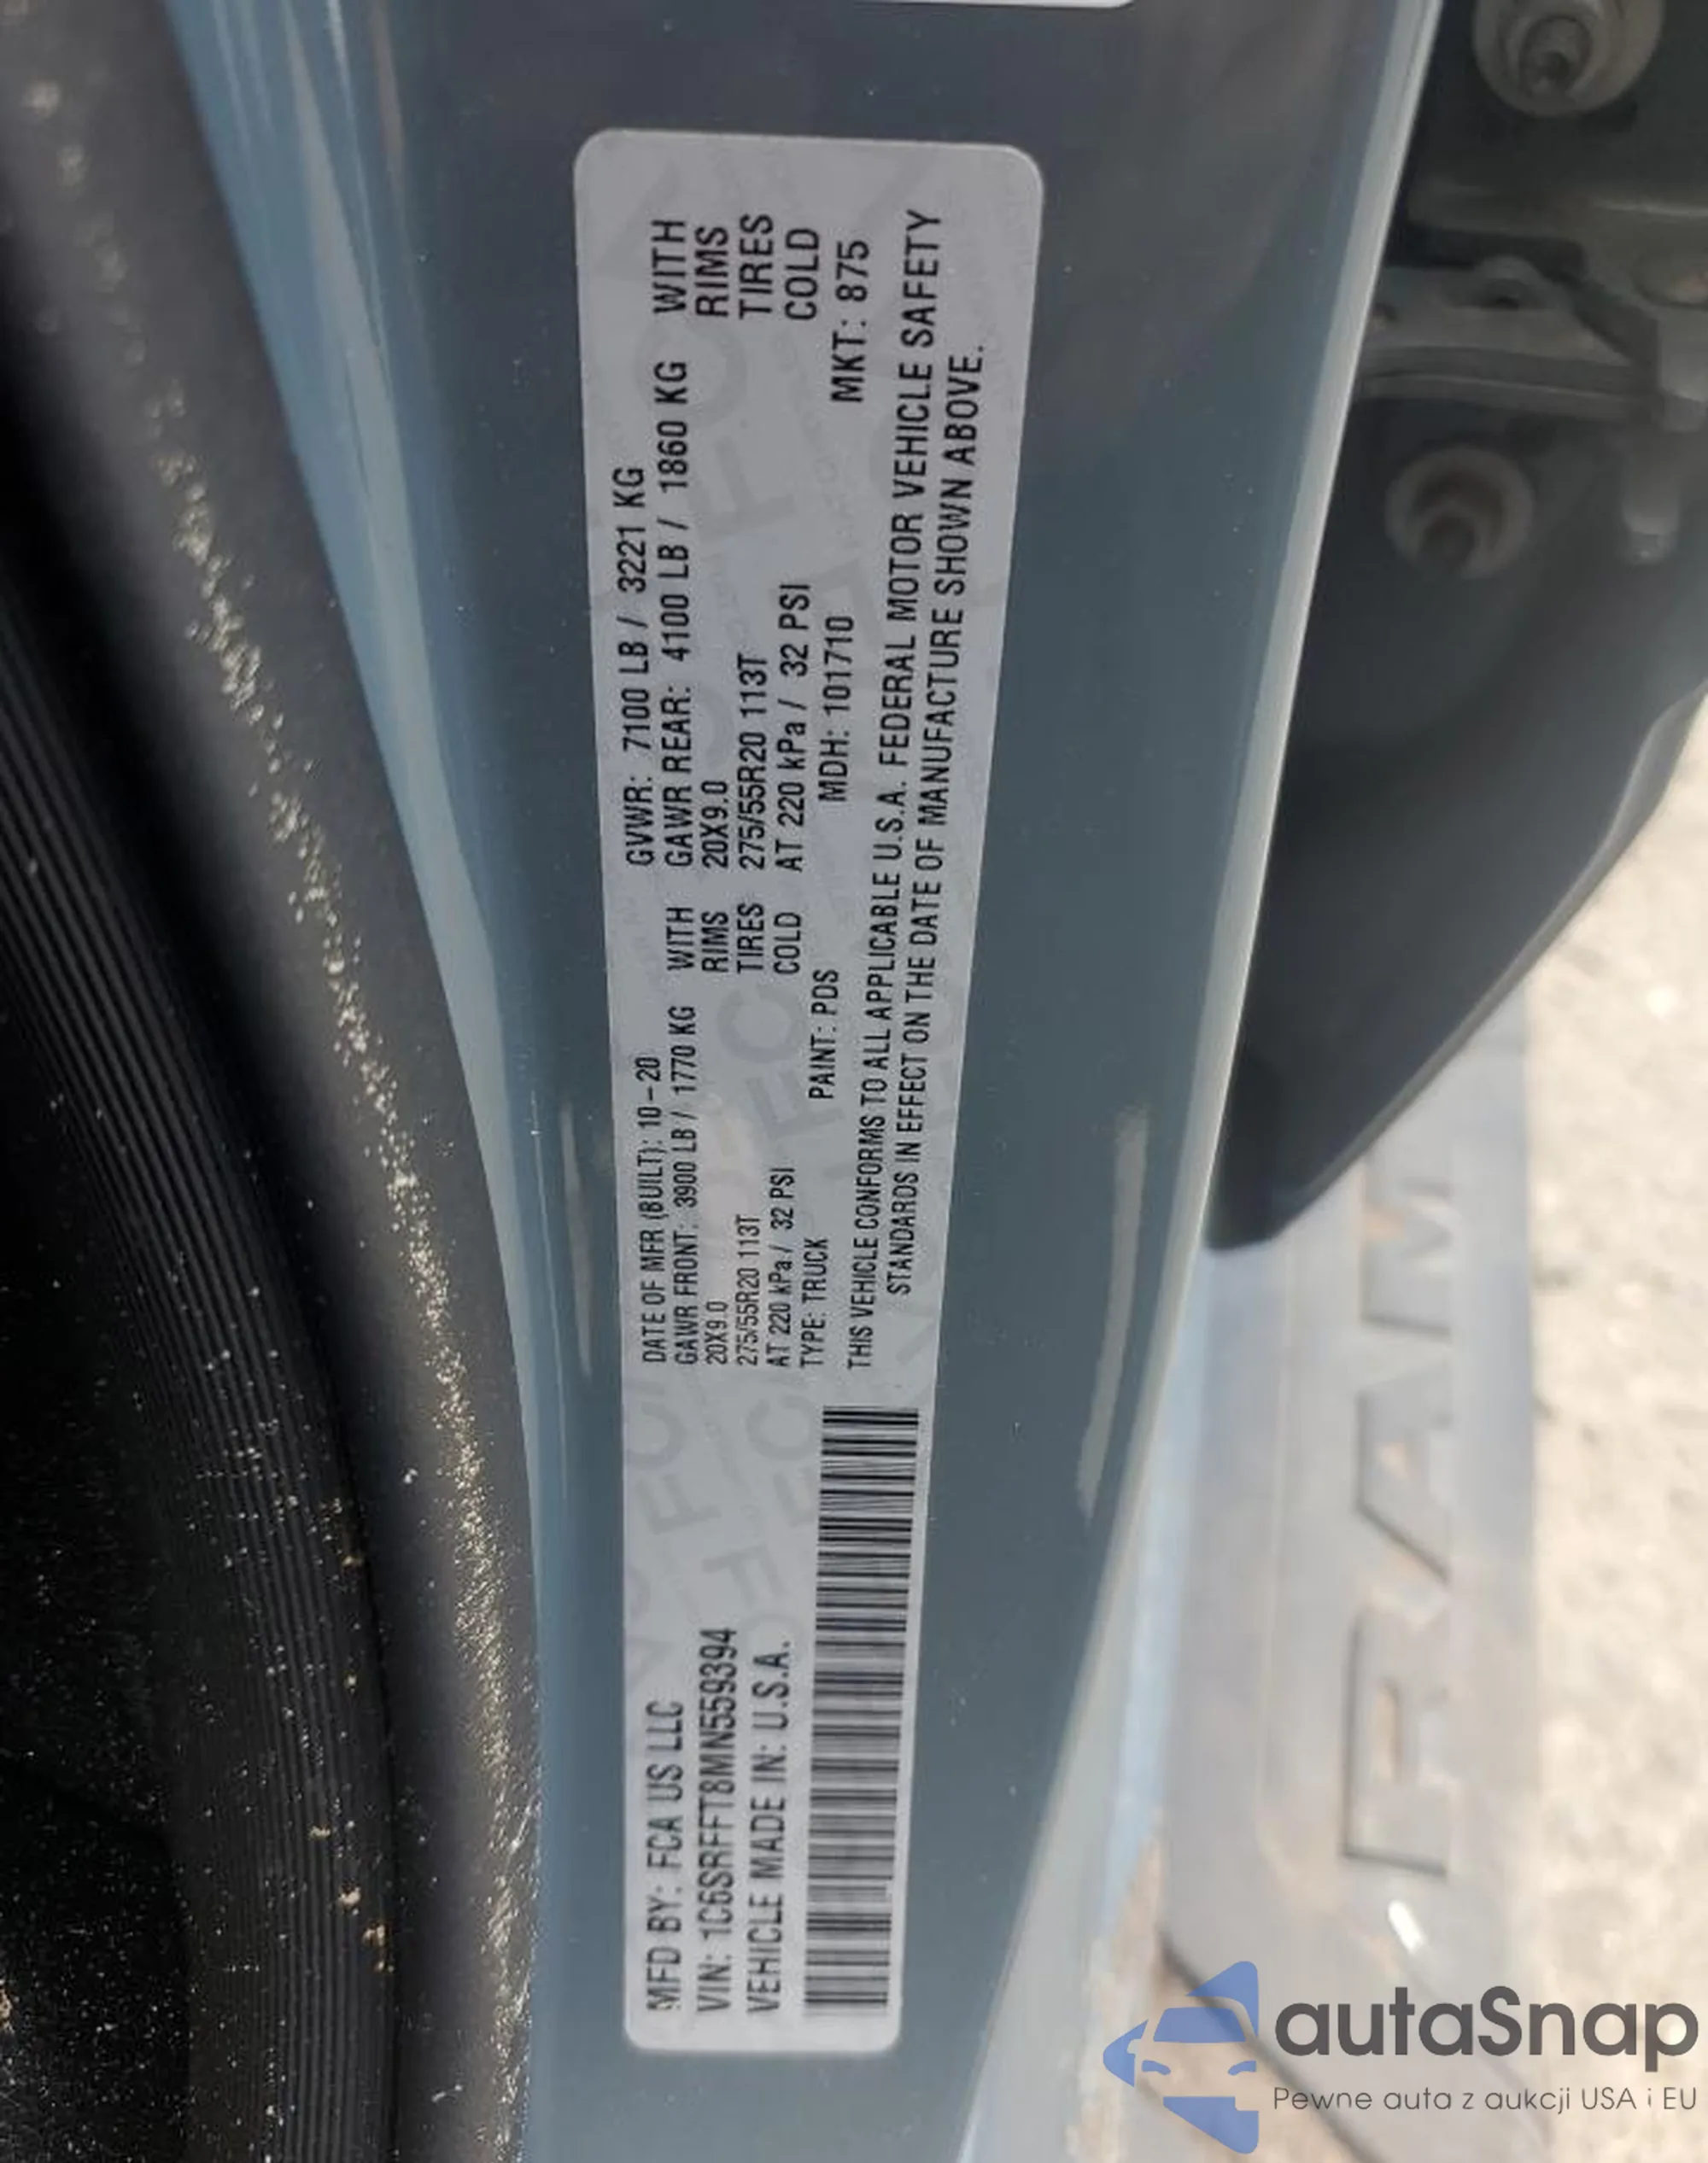 MFD BY: FCA US LLC
VIN: 1C6SRFFT8MN559394
VEHICLE MADE IN: U.S.A.
DATE OF MFR (BUILT): 10-20
GAWR FRONT: 3900 LB / 1770 KG WITH
20X9.0 RIMS
275/55R20 113T TIRES
AT 220 kPa / 32 PSI COLD
GVWR: 7100 LB / 3221 KG
GAWR REAR: 4100 LB / 1860 KG WITH
20X9.0 RIMS
275/55R20 113T TIRES
AT 220 kPa / 32 PSI COLD
TYPE: TRUCK PAINT: PDS MDH: 101710 MKT: 875
THIS VEHICLE CONFORMS TO ALL APPLICABLE U.S.A. FEDERAL MOTOR VEHICLE SAFETY
STANDARDS IN EFFECT ON THE DATE OF MANUFACTURE SHOWN ABOVE.
RAM
autaSnap
Pewne auta z aukcji USA i EU